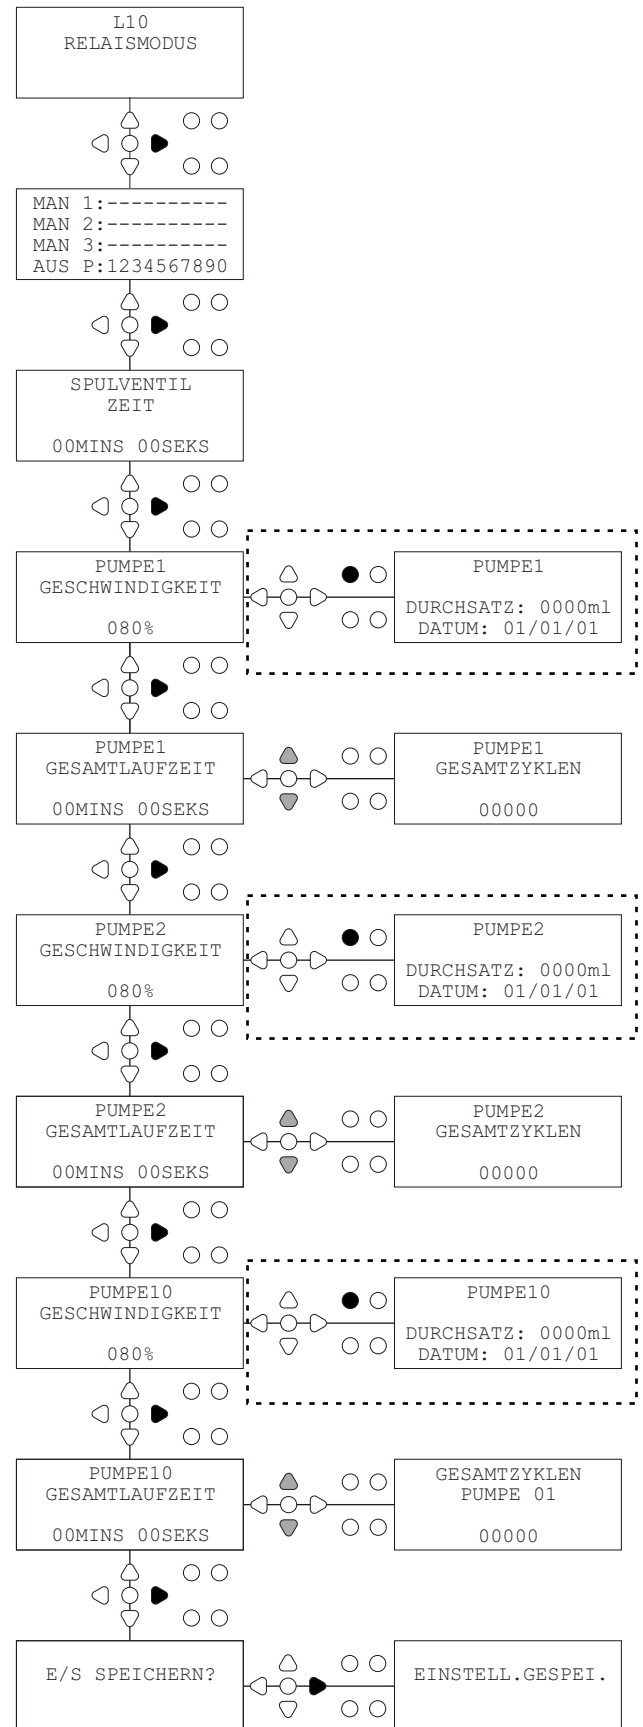 L10
RELAISMODUS
MAN 1:----------
MAN 2:----------
MAN 3:----------
AUS P:1234567890
SPULVENTIL
ZEIT
00MINS 00SEKS
PUMPE1
GESCHWINDIGKEIT
080%
PUMPE1
DURCHSATZ: 0000ml
DATUM: 01/01/01
PUMPE1
GESAMTLAUFZEIT
00MINS 00SEKS
PUMPE1
GESAMTZYKLEN
00000
PUMPE2
GESCHWINDIGKEIT
080%
PUMPE2
DURCHSATZ: 0000ml
DATUM: 01/01/01
PUMPE2
GESAMTLAUFZEIT
00MINS 00SEKS
PUMPE2
GESAMTZYKLEN
00000
PUMPE10
GESCHWINDIGKEIT
080%
PUMPE10
DURCHSATZ: 0000ml
DATUM: 01/01/01
PUMPE10
GESAMTLAUFZEIT
00MINS 00SEKS
GESAMTZYKLEN
PUMPE 01
00000
E/S SPEICHERN?
EINSTELL.GESPEI.